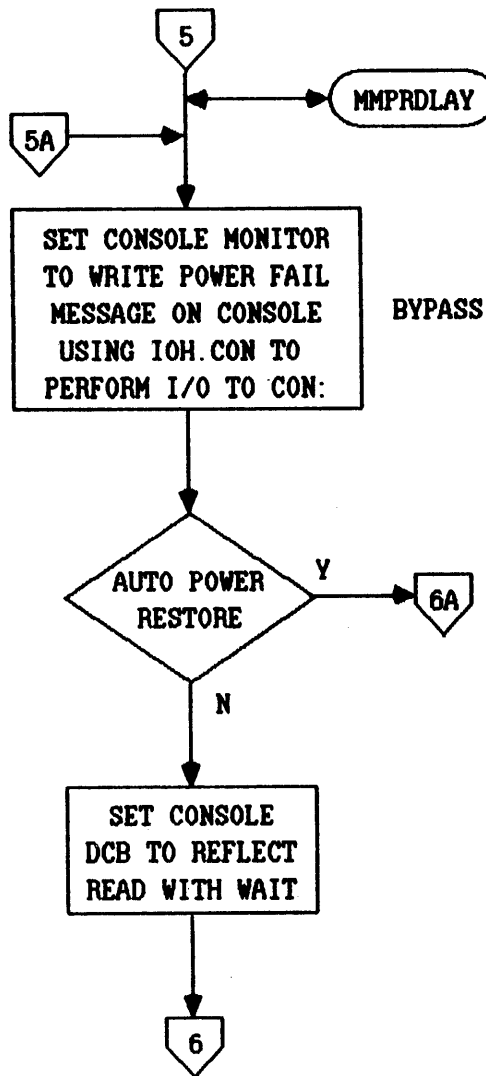 5
MMPRDLAY
5A
SET CONSOLE MONITOR
TO WRITE POWER FAIL
MESSAGE ON CONSOLE
USING IOH.CON TO
PERFORM I/O TO CON:
BYPASS
AUTO POWER
RESTORE
Y
6A
N
SET CONSOLE
DCB TO REFLECT
READ WITH WAIT
6